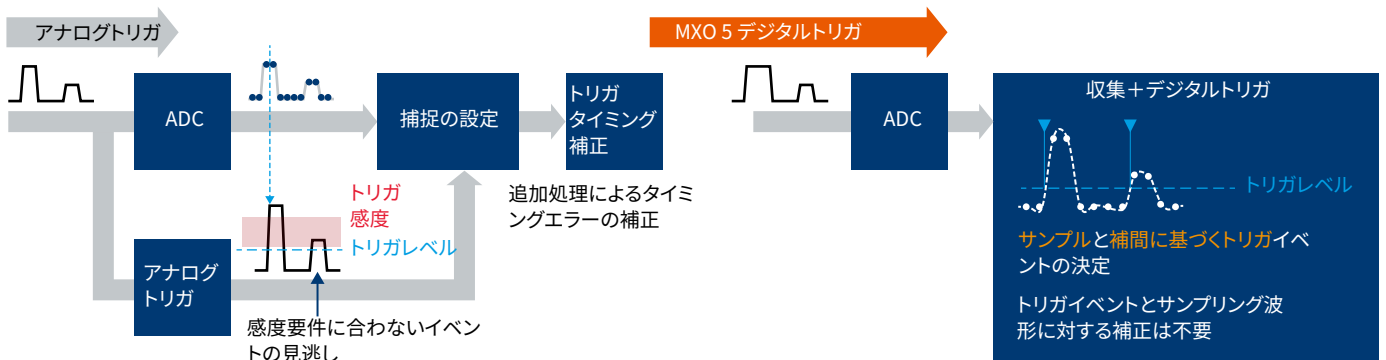 アナログトリガ
ADC
捕捉の設定
トリガ
タイミング
補正
追加処理によるタイミ
ングエラーの補正
トリガ
感度
トリガレベル
アナログ
トリガ
感度要件に合わないイベン
トの見逃し
MXO 5 デジタルトリガ
ADC
収集＋デジタルトリガ
トリガレベル
サンプルと補間に基づくトリガイベ
ントの決定
トリガイベントとサンプリング波
形に対する補正は不要